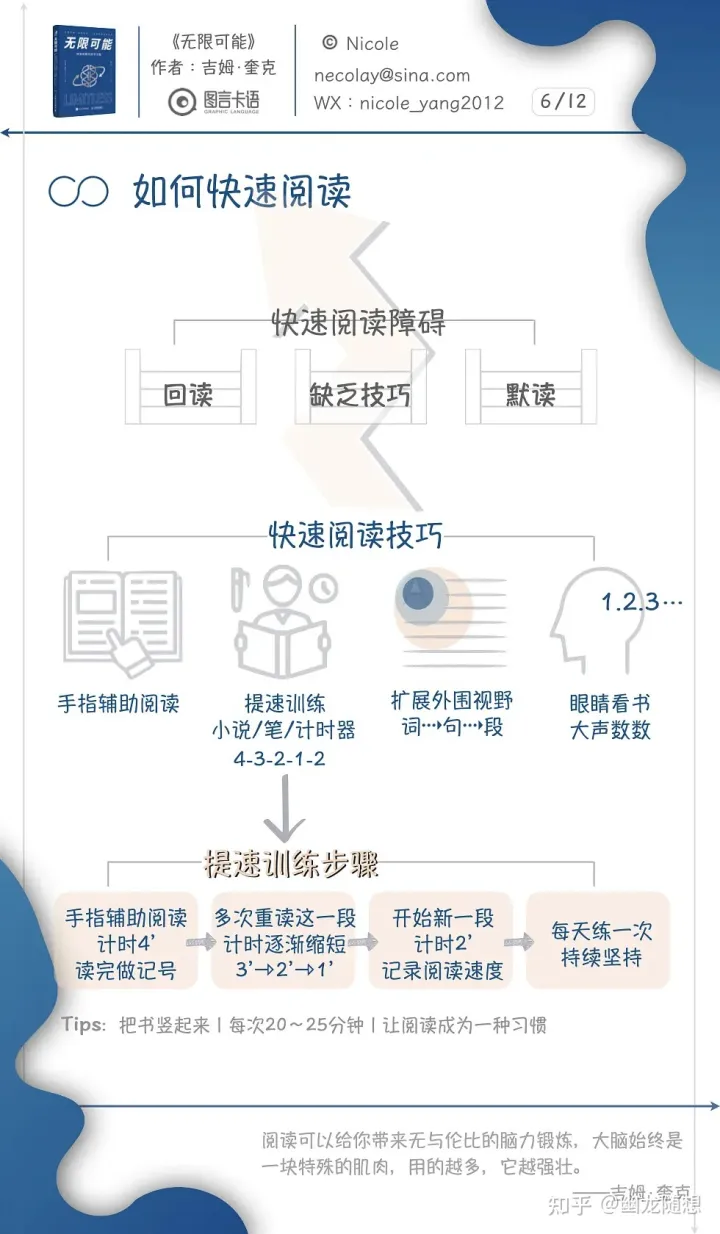 无限可能
LIMITLESS
《无限可能》
作者：吉姆·奎克
图言卡语
GRAPHIC LANGUAGE
© Nicole
necolay@sina.com
WX：nicole_yang2012
6/12
如何快速阅读
快速阅读障碍
回读
缺乏技巧
默读
快速阅读技巧
1.2.3…
手指辅助阅读
提速训练
小说/笔/计时器
4-3-2-1-2
扩展外围视野
词…→句…→段
眼睛看书
大声数数
提速训练步骤
手指辅助阅读
计时4’
读完做记号
多次重读这一段
计时逐渐缩短
3’→2’→1’
开始新一段
计时2’
记录阅读速度
每天练一次
持续坚持
Tips: 把书竖起来 | 每次20～25分钟 | 让阅读成为一种习惯
阅读可以给你带来无与伦比的脑力锻炼，大脑始终是
一块特殊的肌肉，用的越多，它越强壮。
——吉姆·奎克
知乎 @幽龙随想